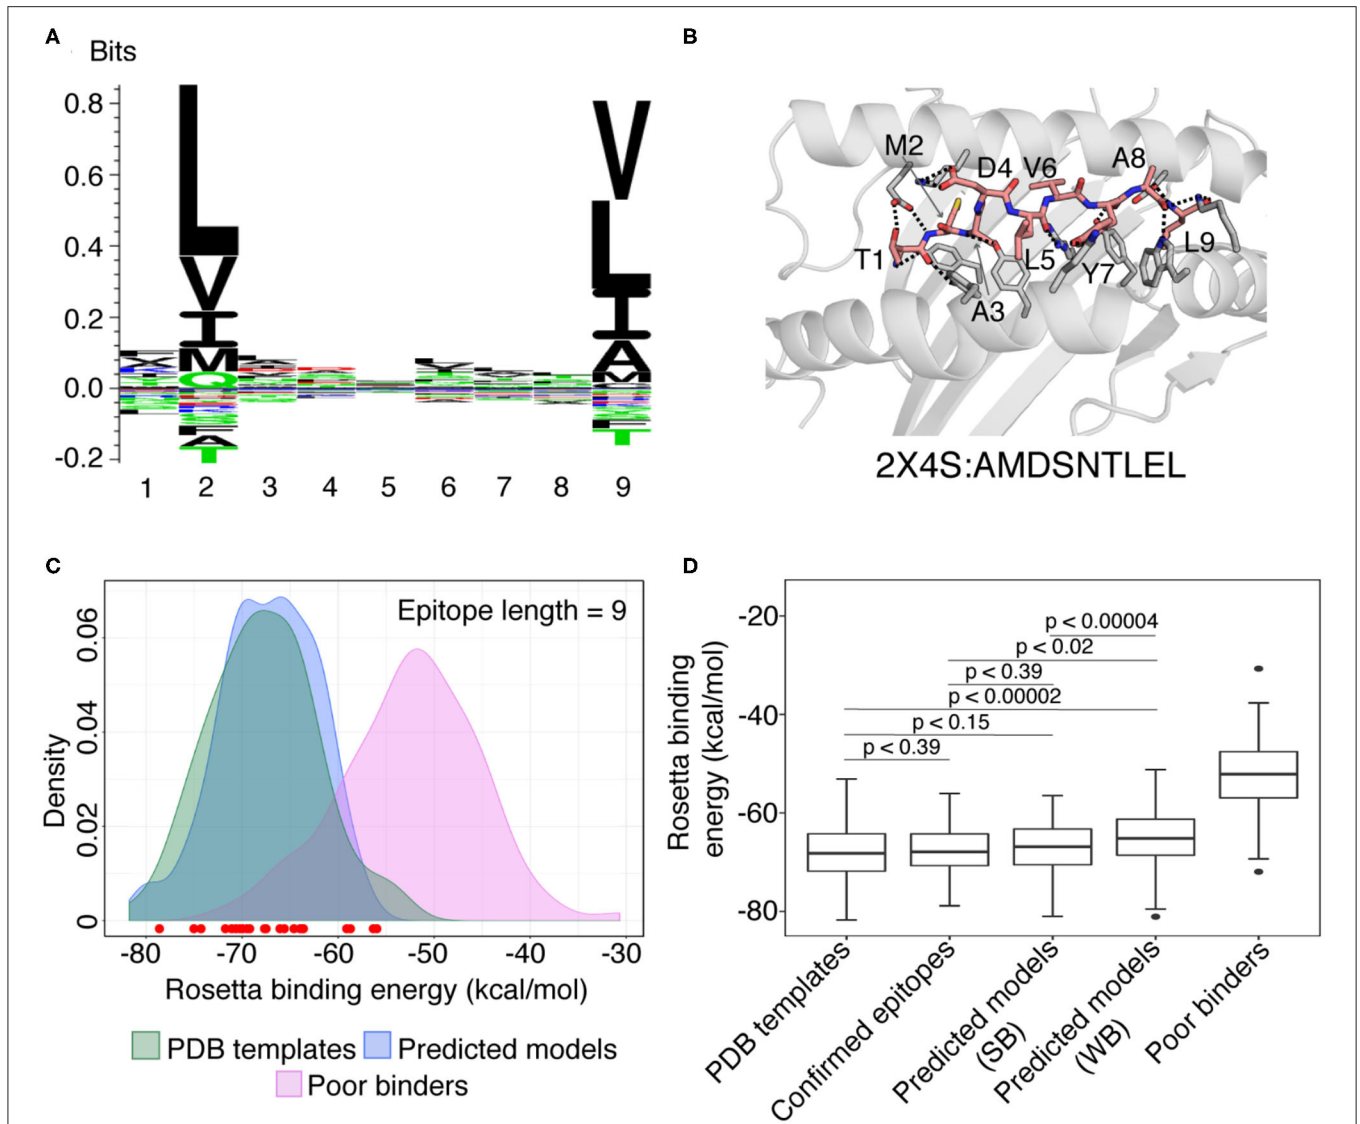 A
Bits
0.8
0.6
0.4
0.2
0.0
-0.2
L
V
I
M
Q
A
T
V
L
I
A
M
T
1 2 3 4 5 6 7 8 9
B
M2
D4 V6
A8
T1
L5
Y7
L9
A3
2X4S:AMDSNTLEL
C
Epitope length = 9
Density
0.06
0.04
0.02
0
-80 -70 -60 -50 -40 -30
Rosetta binding energy (kcal/mol)
PDB templates
Predicted models
Poor binders
D
Rosetta binding
energy (kcal/mol)
-20
-40
-60
-80
p < 0.00004
p < 0.02
p < 0.39
p < 0.00002
p < 0.15
p < 0.39
PDB templates
Confirmed epitopes
Predicted models
(SB)
Predicted models
(WB)
Poor binders